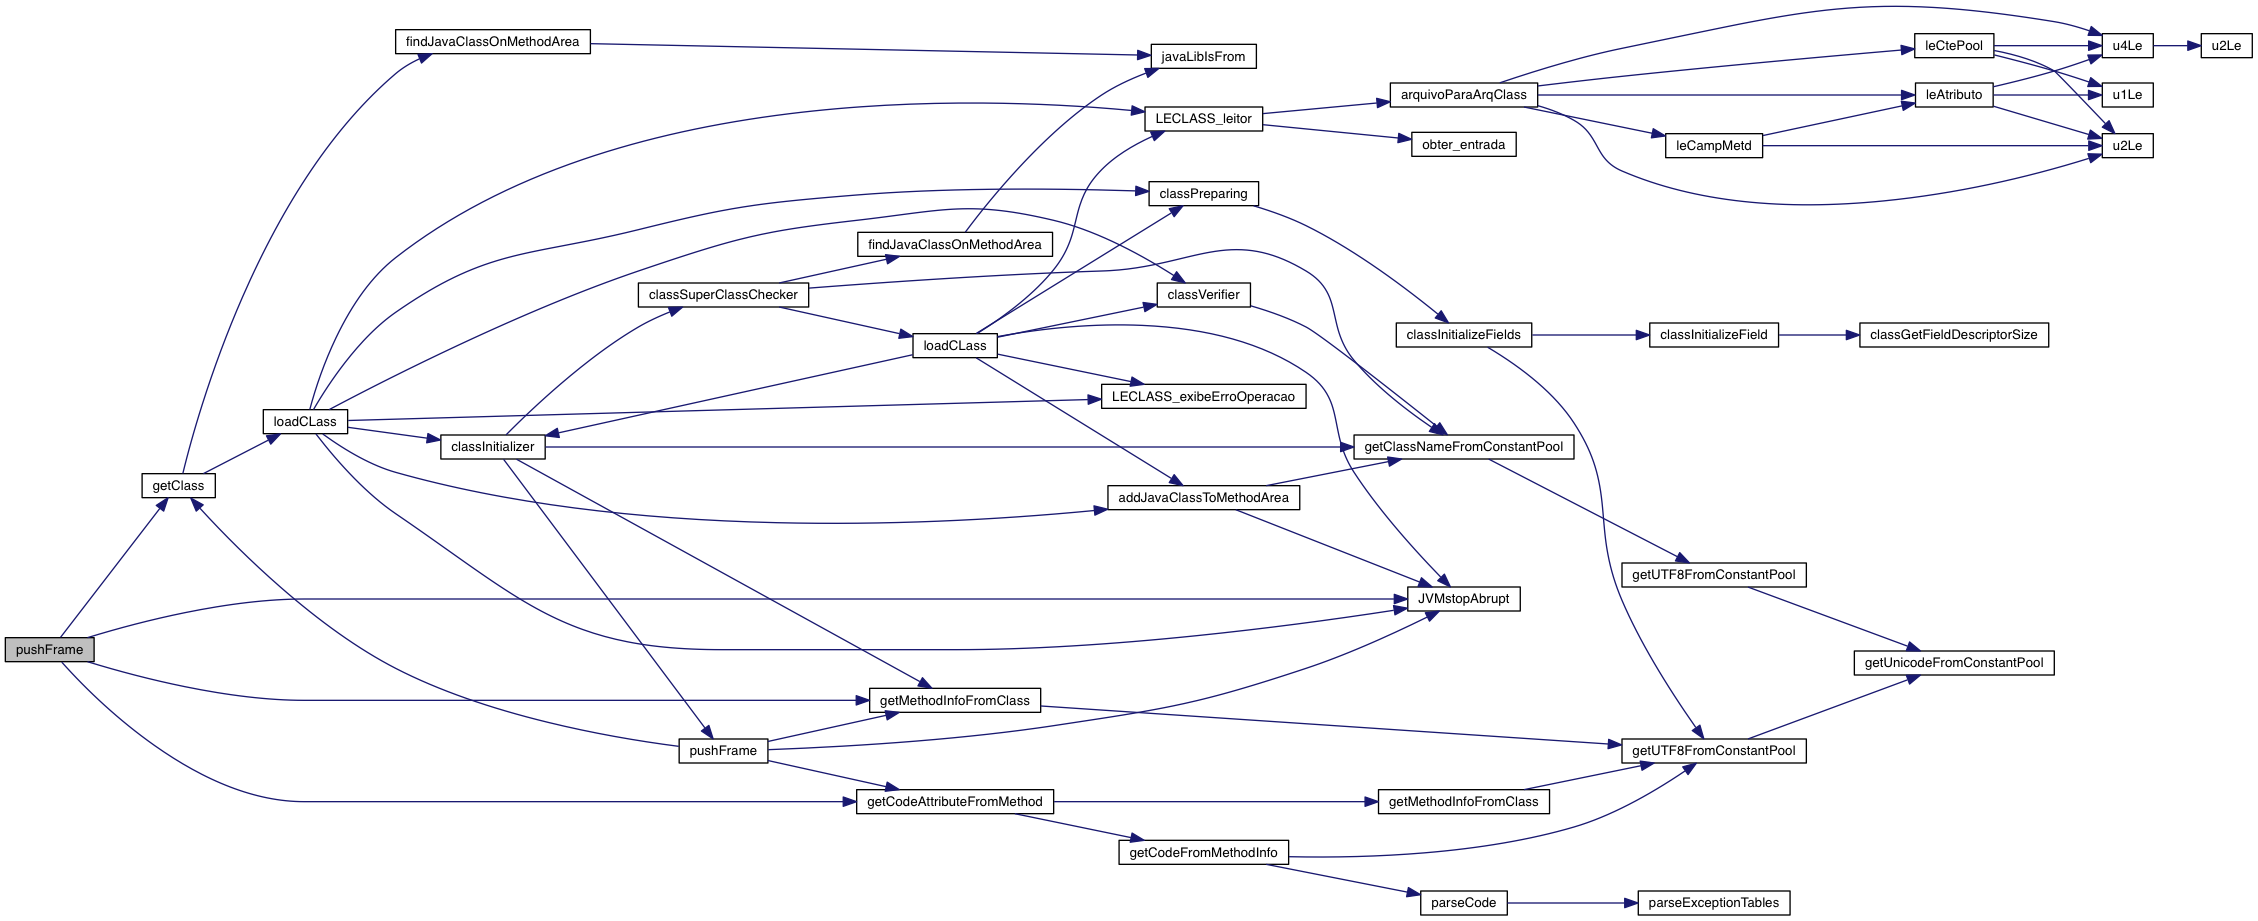 findJavaClassOnMethodArea
javaLibIsFrom
leCtePool
u4Le
u2Le
arquivoParaArqClass
leAtributo
u1Le
LECLASS_leitor
obter_entrada
leCampMetd
u2Le
classPreparing
findJavaClassOnMethodArea
classSuperClassChecker
classVerifier
loadCLass
classInitializeFields
classInitializeField
classGetFieldDescriptorSize
LECLASS_exibeErroOperacao
loadCLass
classInitializer
getClassNameFromConstantPool
getClass
addJavaClassToMethodArea
getUTF8FromConstantPool
JVMstopAbrupt
pushFrame
getUnicodeFromConstantPool
getMethodInfoFromClass
pushFrame
getUTF8FromConstantPool
getCodeAttributeFromMethod
getMethodInfoFromClass
getCodeFromMethodInfo
parseCode
parseExceptionTables